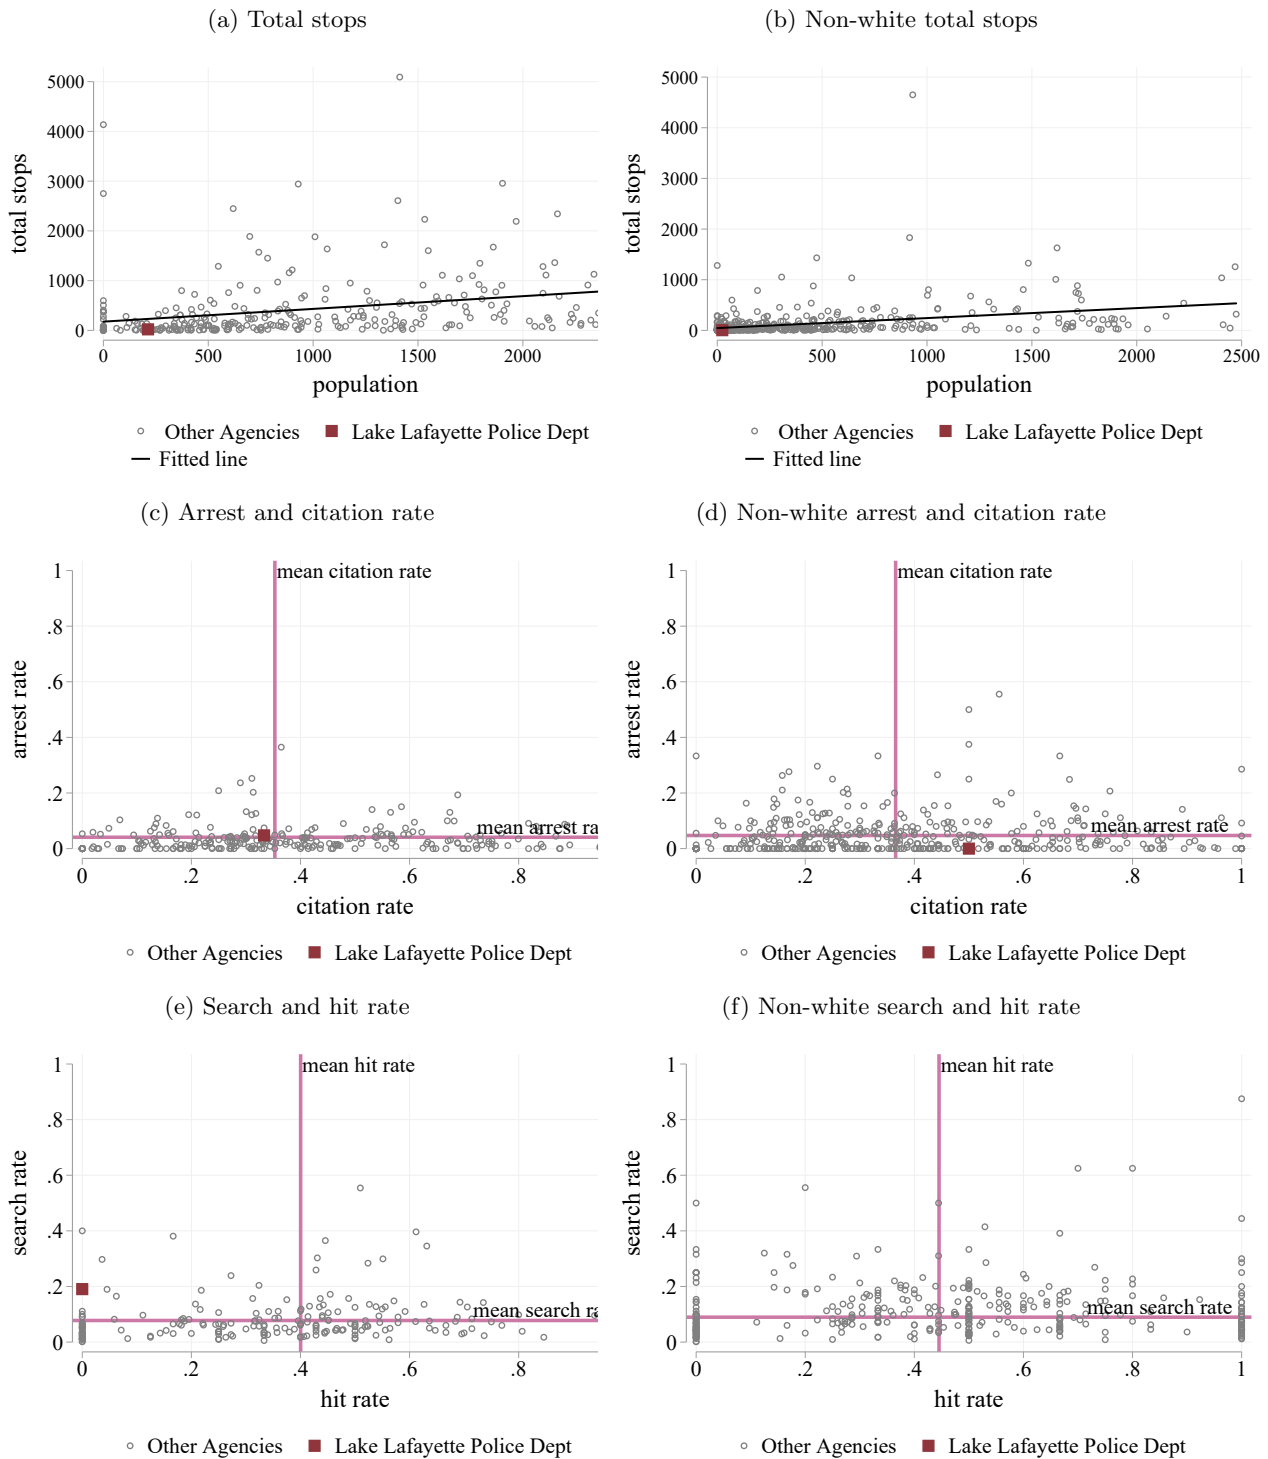 (a) Total stops
(b) Non-white total stops
5000
4000
3000
2000
1000
0
total stops
0 500 1000 1500 2000
population
Other Agencies Lake Lafayette Police Dept
Fitted line
5000
4000
3000
2000
1000
0
total stops
0 500 1000 1500 2000 2500
population
Other Agencies Lake Lafayette Police Dept
Fitted line
(c) Arrest and citation rate
(d) Non-white arrest and citation rate
1
.8
.6
.4
.2
0
arrest rate
mean citation rate
mean arrest ra
0 .2 .4 .6 .8
citation rate
Other Agencies Lake Lafayette Police Dept
1
.8
.6
.4
.2
0
arrest rate
mean citation rate
mean arrest rate
0 .2 .4 .6 .8 1
citation rate
Other Agencies Lake Lafayette Police Dept
(e) Search and hit rate
(f) Non-white search and hit rate
1
.8
.6
.4
.2
0
search rate
mean hit rate
mean search ra
0 .2 .4 .6 .8
hit rate
Other Agencies Lake Lafayette Police Dept
1
.8
.6
.4
.2
0
search rate
mean hit rate
mean search rate
0 .2 .4 .6 .8 1
hit rate
Other Agencies Lake Lafayette Police Dept